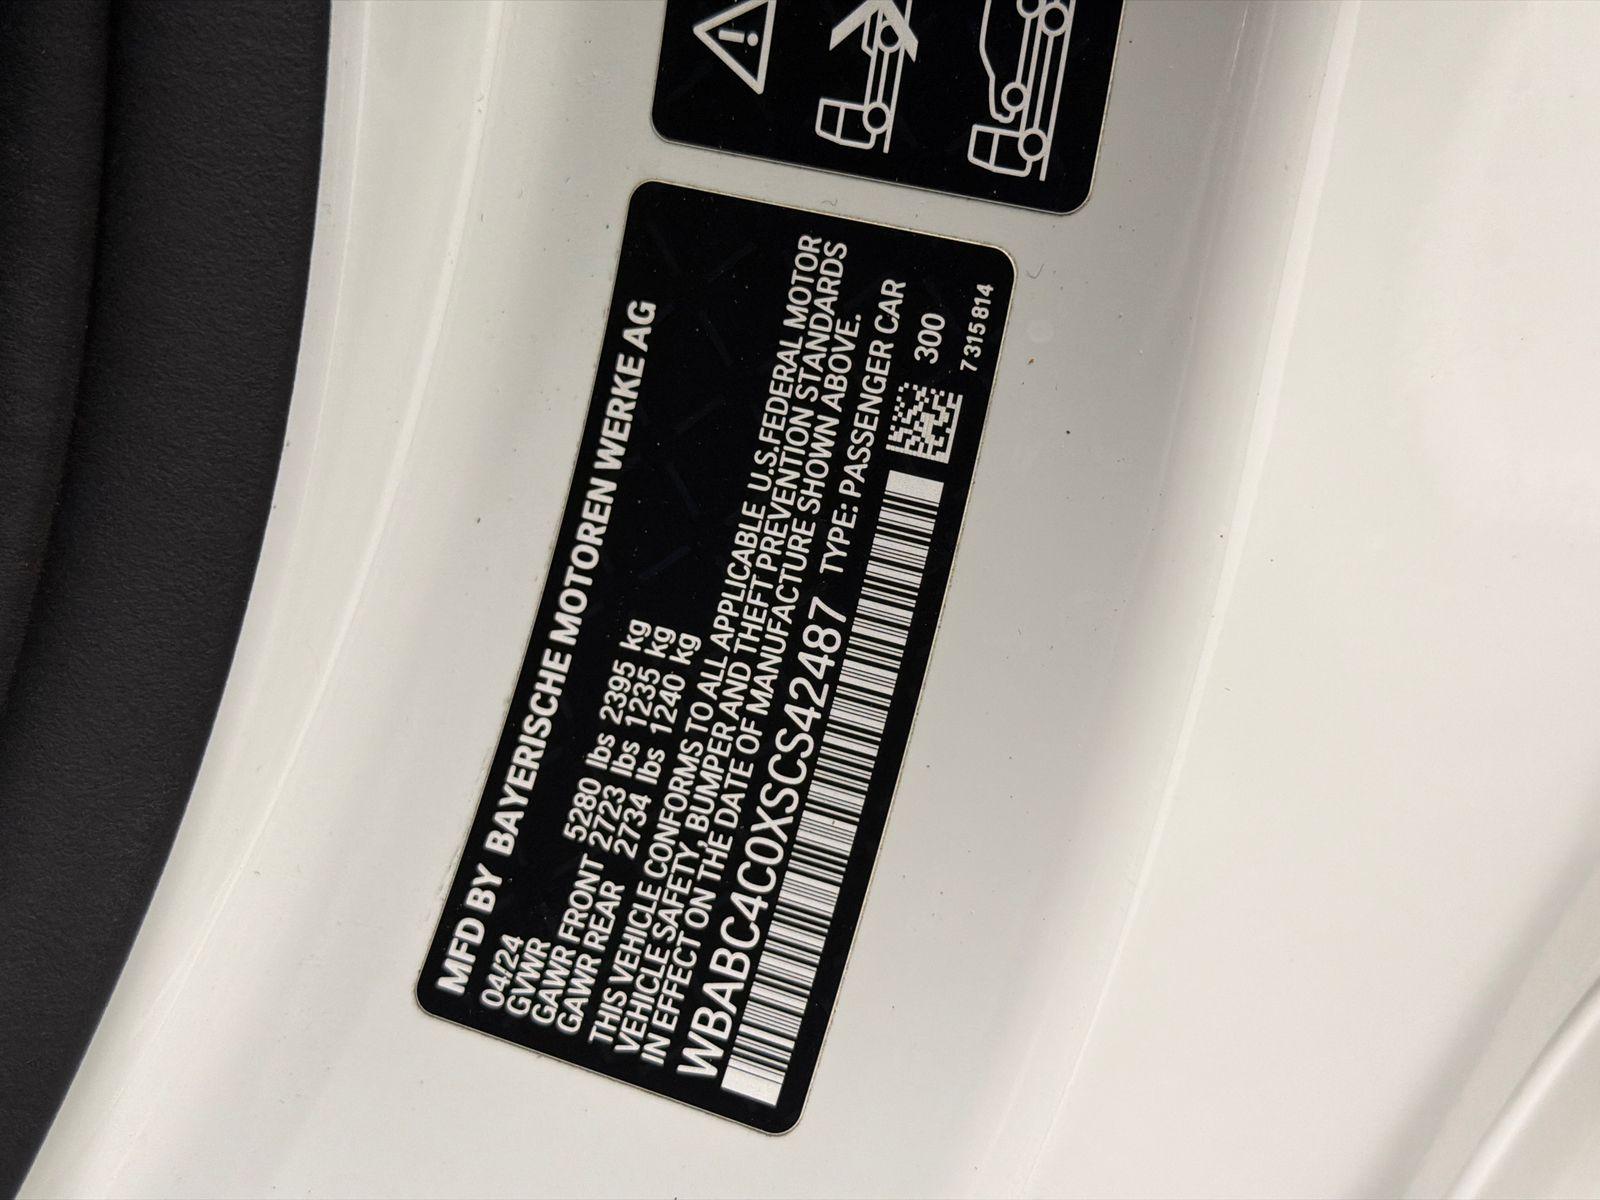 MFD BY BAYERISCHE MOTOREN WERKE AG
04/24
GVWR 5280 lbs 2395 kg
GAWR FRONT 2723 lbs 1235 kg
GAWR REAR 2734 lbs 1240 kg
THIS VEHICLE CONFORMS TO ALL APPLICABLE U.S.FEDERAL MOTOR
VEHICLE SAFETY, BUMPER AND THEFT PREVENTION STANDARDS
IN EFFECT ON THE DATE OF MANUFACTURE SHOWN ABOVE.
WBABC4C0XSCS42487 TYPE: PASSENGER CAR
300
7315814